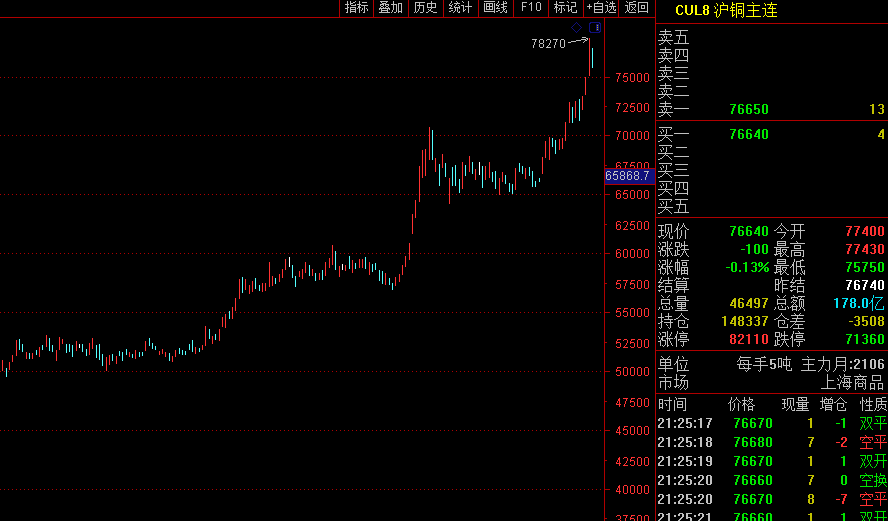 指标 叠加 历史 统计 画线 F10 标记 +自选 返回
78270
75000
72500
70000
67500
65868.7
65000
62500
60000
57500
55000
52500
50000
47500
45000
42500
40000
37500
CUL8 沪铜主连
卖五
卖四
卖三
卖二
卖一 76650 13
买一 76640 4
买二
买三
买四
买五
现价 76640 今开 77400
涨跌 -100 最高 77430
涨幅 -0.13% 最低 75750
结算 昨结 76740
总量 46497 总额 178.0亿
持仓 148337 仓差 -3508
涨停 82110 跌停 71360
单位 每手5吨 主力月:2106
市场 上海商品
时间 价格 现量 增仓 性质
21:25:17 76670 1 -1 双平
21:25:18 76680 7 -2 空平
21:25:19 76670 1 1 双开
21:25:20 76660 7 0 空换
21:25:20 76670 8 -7 空平
21:25:21 76660 1 1 双开